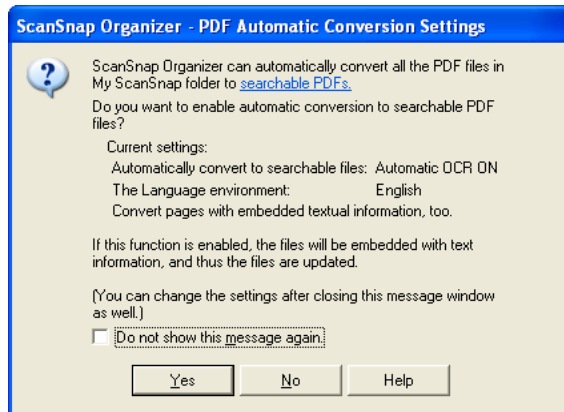 ScanSnap Organizer - PDF Automatic Conversion Settings
ScanSnap Organizer can automatically convert all the PDF files in
My ScanSnap folder to searchable PDFs.
Do you want to enable automatic conversion to searchable PDF
files?
Current settings:
Automatically convert to searchable files: Automatic OCR ON
The Language environment: English
Convert pages with embedded textual information, too.
If this function is enabled, the files will be embedded with text
information, and thus the files are updated.
(You can change the settings after closing this message window
as well.)
Do not show this message again.
Yes No Help